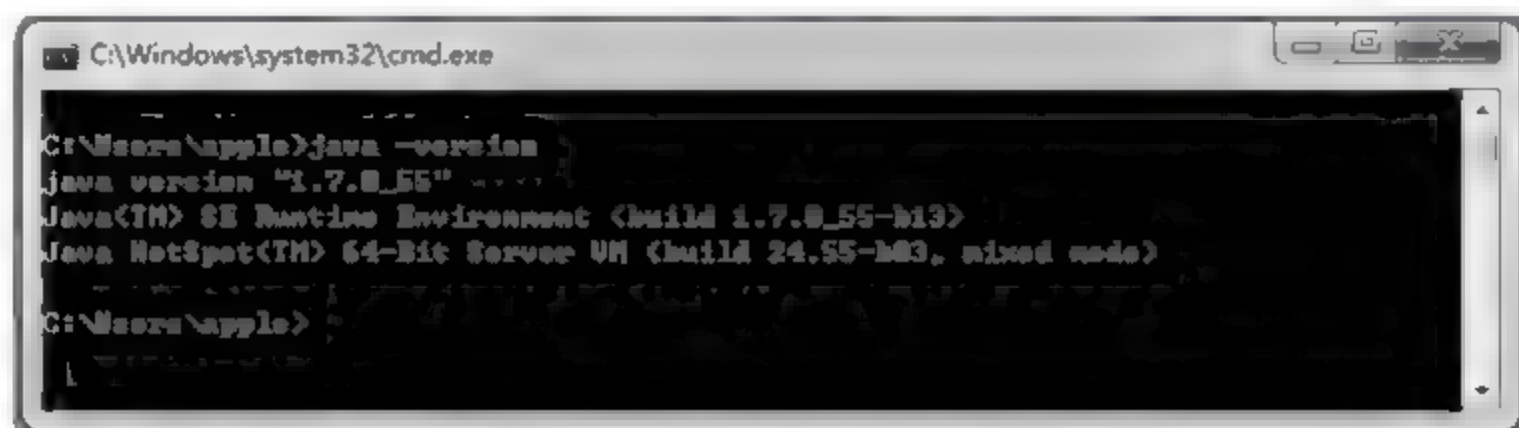 C:\Windows\system32\cmd.exe
C:\Users\apple>java -version
java version "1.7.0_55"
Java(TM) SE Runtime Environment (build 1.7.0_55-b13)
Java HotSpot(TM) 64-Bit Server VM (build 24.55-b03, mixed mode)
C:\Users\apple>